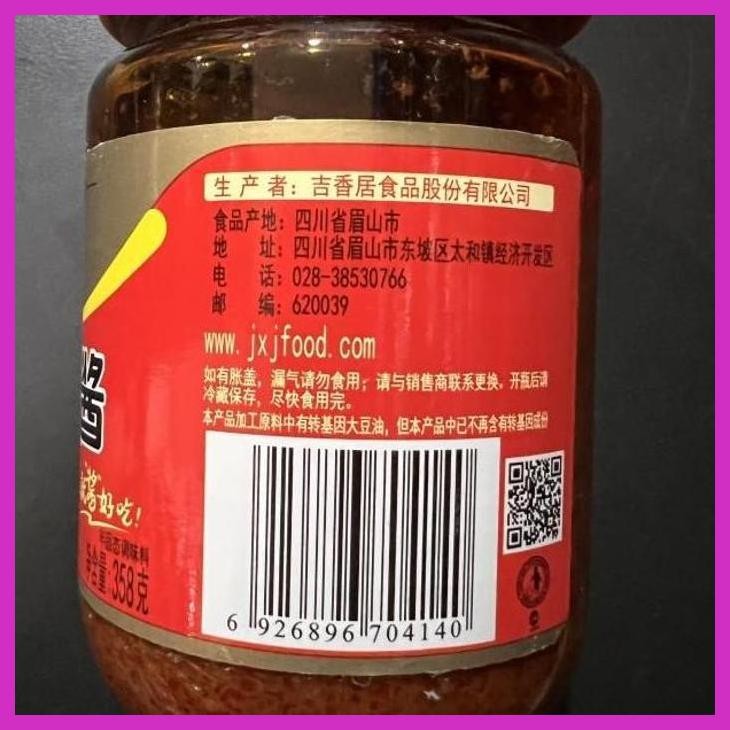 生产者：吉香居食品股份有限公司
食品产地：四川省眉山市
地址：四川省眉山市东坡区太和镇经济开发区
电话：028-38530766
邮编：620039
www.jxjfood.com
如有胀盖，漏气请勿食用；请与销售商联系更换。开瓶后请
冷藏保存，尽快食用完。
本产品加工原料中有转基因大豆油，但本产品中已不再含有转基因成份
酱
好吃！
态调味料
净含量：358克
6 926896 704140